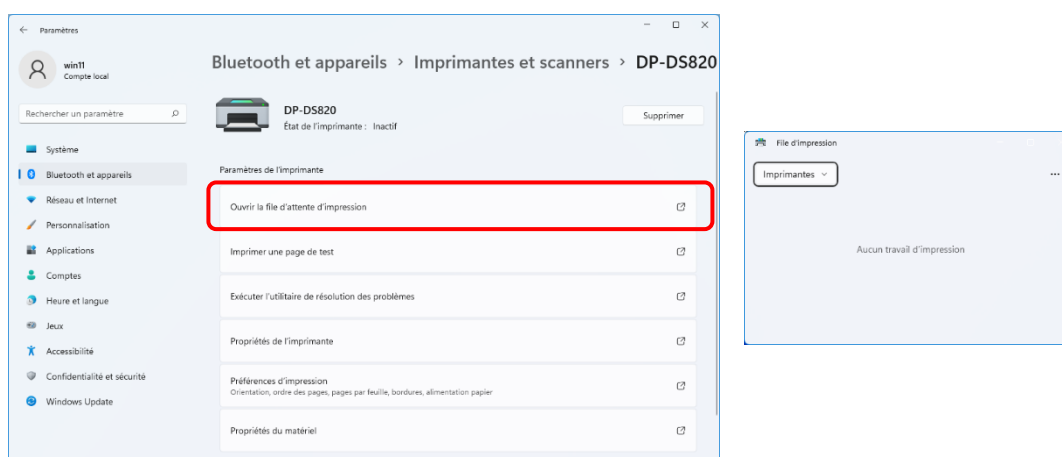 Paramètres
win11
Compte local
Rechercher un paramètre
Système
Bluetooth et appareils
Réseau et Internet
Personnalisation
Applications
Comptes
Heure et langue
Jeux
Accessibilité
Confidentialité et sécurité
Windows Update
Bluetooth et appareils > Imprimantes et scanners > DP-DS820
DP-DS820
État de l'imprimante : Inactif
Supprimer
Paramètres de l'imprimante
Ouvrir la file d'attente d'impression
Imprimer une page de test
Exécuter l'utilitaire de résolution des problèmes
Propriétés de l'imprimante
Préférences d'impression
Orientation, ordre des pages, pages par feuille, bordures, alimentation papier
Propriétés du matériel
File d'impression
Imprimantes
...
Aucun travail d'impression